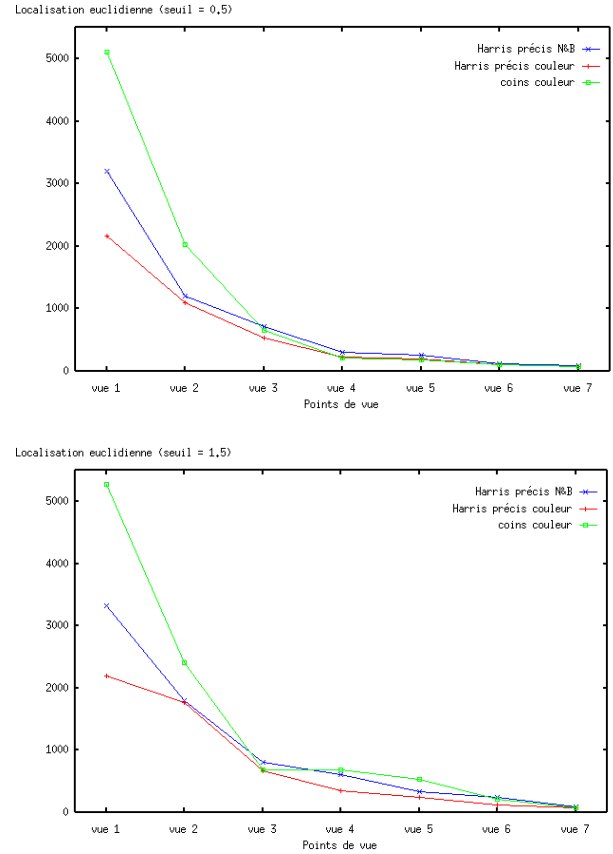 Localisation euclidienne (seuil = 0.5)
5000
4000
3000
2000
1000
0
Harris précis N&B
Harris précis couleur
coins couleur
vue 1 vue 2 vue 3 vue 4 vue 5 vue 6 vue 7
Points de vue
Localisation euclidienne (seuil = 1.5)
5000
4000
3000
2000
1000
0
Harris précis N&B
Harris précis couleur
coins couleur
vue 1 vue 2 vue 3 vue 4 vue 5 vue 6 vue 7
Points de vue